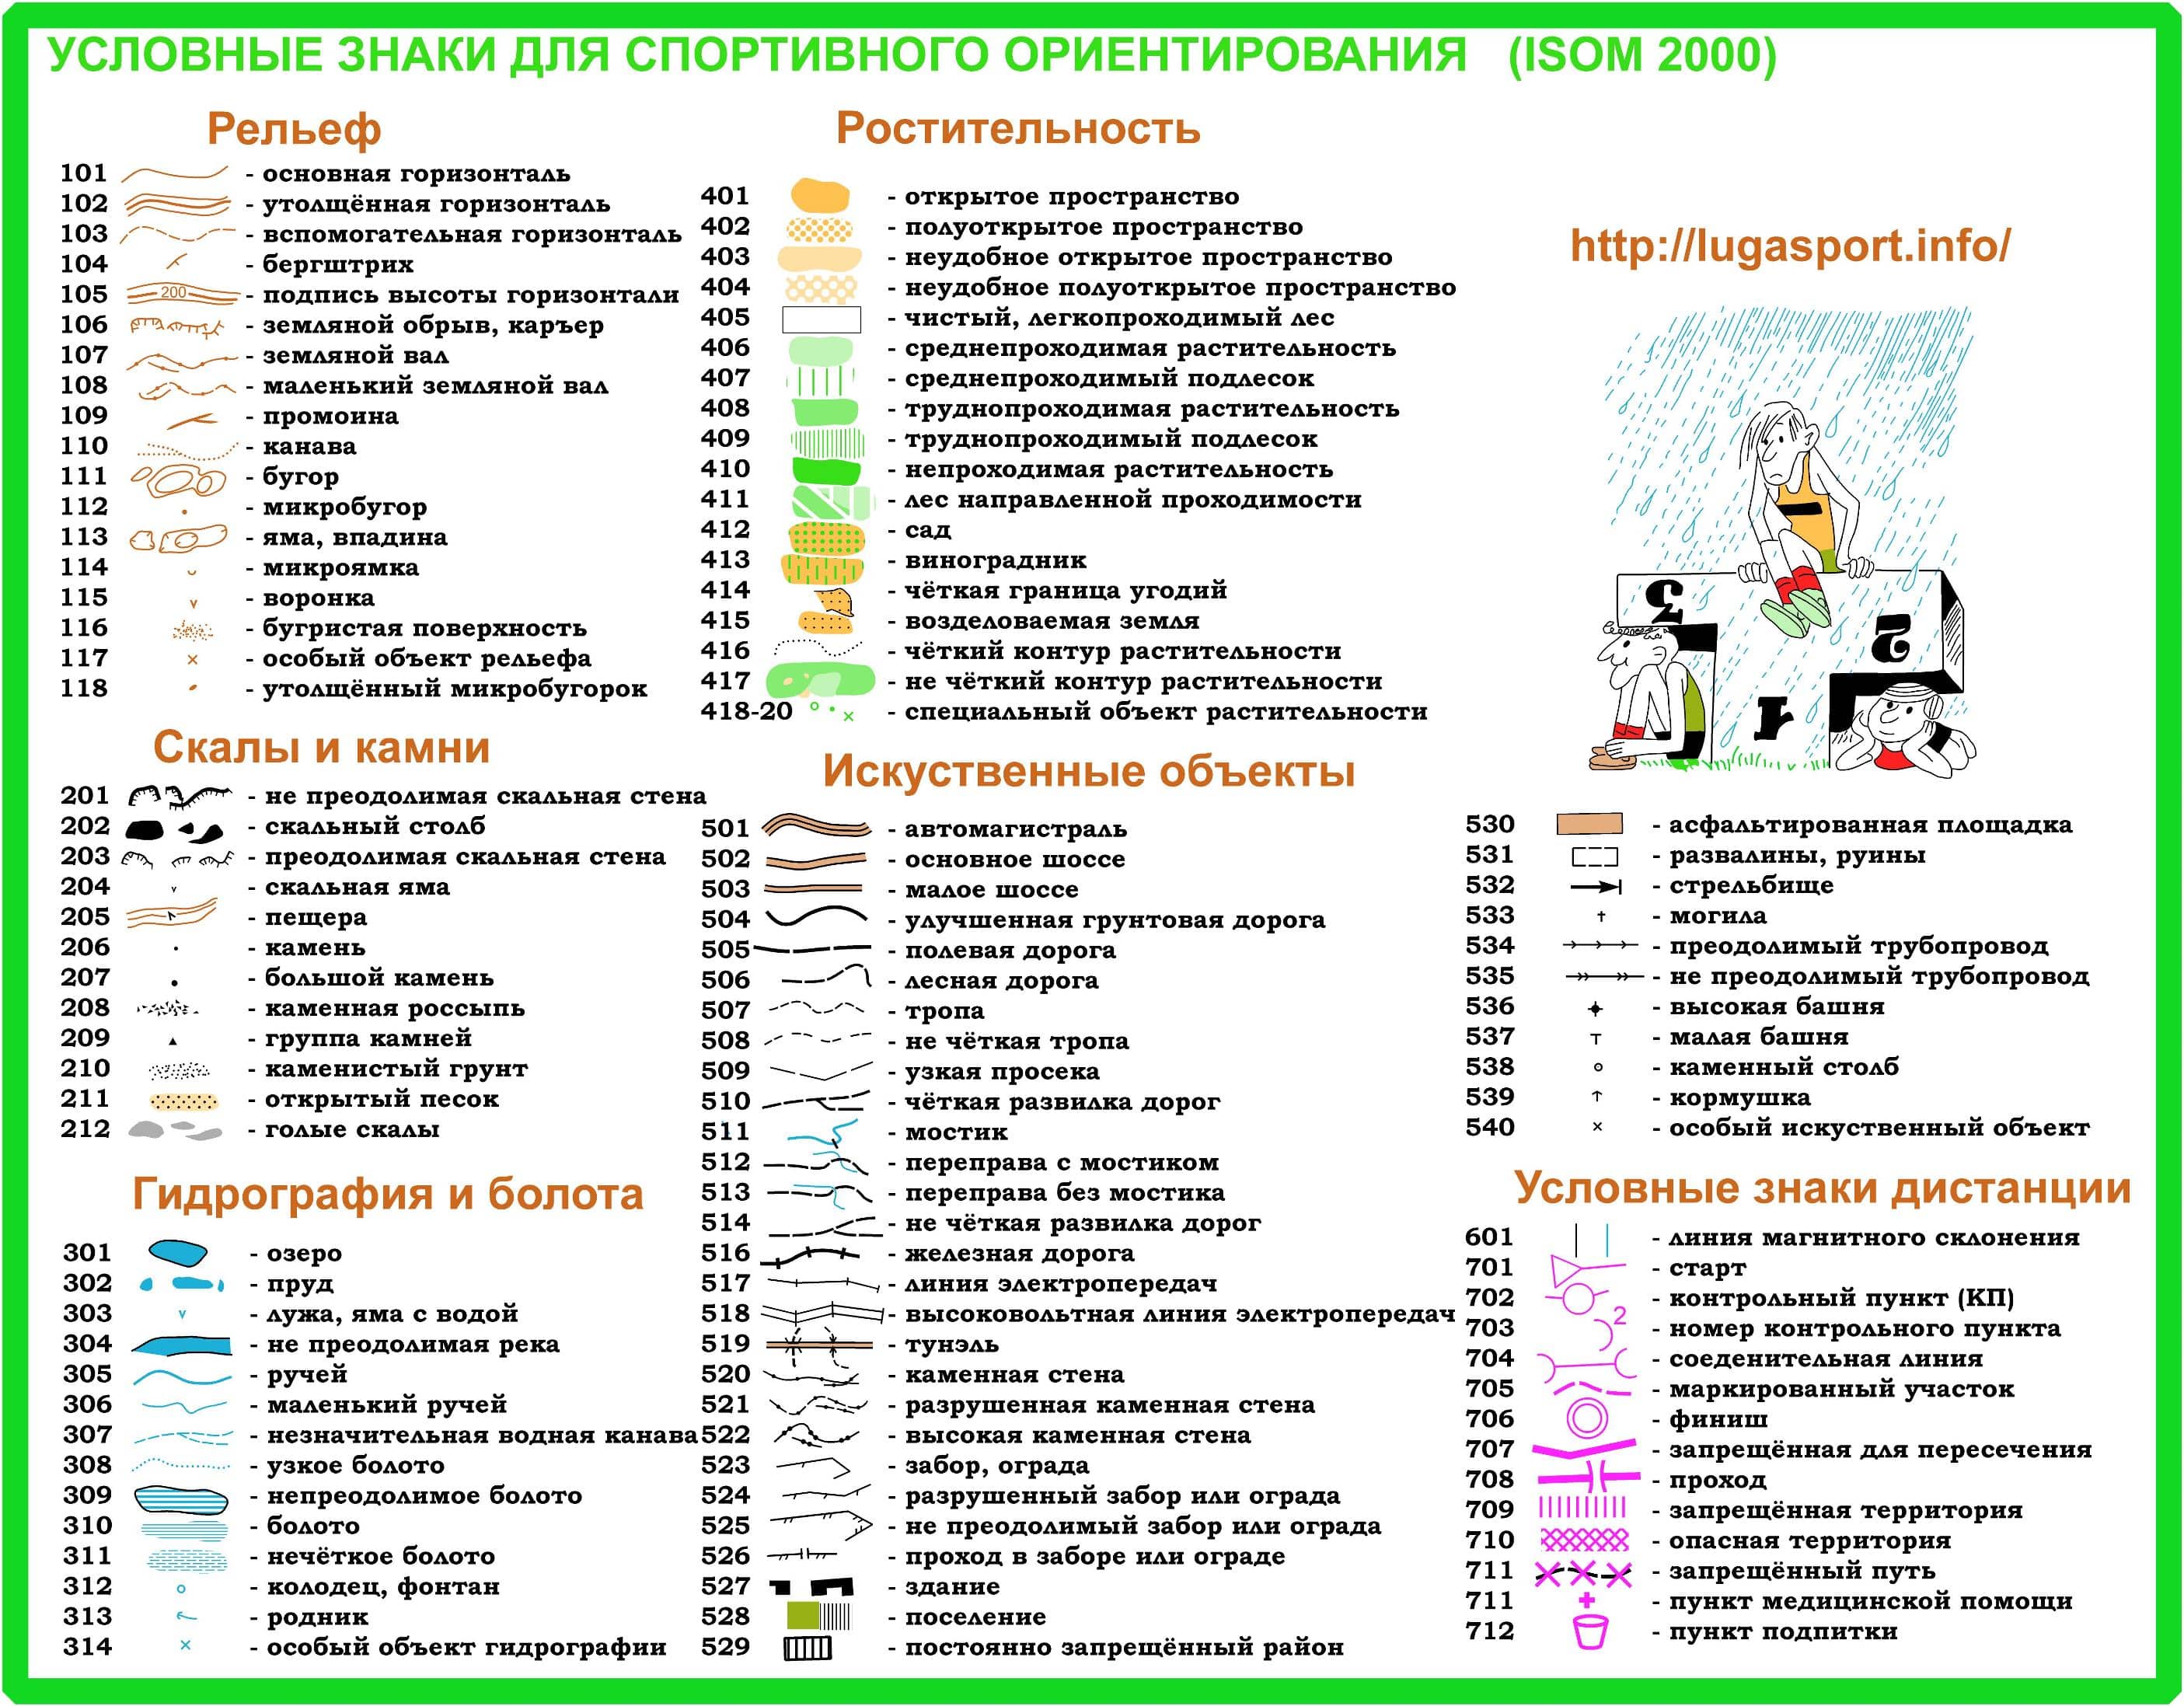 УСЛОВНЫЕ ЗНАКИ ДЛЯ СПОРТИВНОГО ОРИЕНТИРОВАНИЯ (ISOM 2000)
Рельеф
101 - основная горизонталь
102 - утолщённая горизонталь
103 - вспомогательная горизонталь
104 - бергштрих
105 200 - подпись высоты горизонтали
106 - земляной обрыв, каръер
107 - земляной вал
108 - маленький земляной вал
109 - промоина
110 - канава
111 - бугор
112 - микробугор
113 - яма, впадина
114 - микроямка
115 - воронка
116 - бугристая поверхность
117 - особый объект рельефа
118 - утолщённый микробугорок
Скалы и камни
201 - не преодолимая скальная стена
202 - скальный столб
203 - преодолимая скальная стена
204 - скальная яма
205 - пещера
206 - камень
207 - большой камень
208 - каменная россыпь
209 - группа камней
210 - каменистый грунт
211 - открытый песок
212 - голые скалы
Гидрография и болота
301 - озеро
302 - пруд
303 - лужа, яма с водой
304 - не преодолимая река
305 - ручей
306 - маленький ручей
307 - незначительная водная канава
308 - узкое болото
309 - непреодолимое болото
310 - болото
311 - нечёткое болото
312 - колодец, фонтан
313 - родник
314 - особый объект гидрографии
Ростительность
401 - открытое пространство
402 - полуоткрытое пространство
403 - неудобное открытое пространство
404 - неудобное полуоткрытое пространство
405 - чистый, легкопроходимый лес
406 - среднепроходимая растительность
407 - среднепроходимый подлесок
408 - труднопроходимая растительность
409 - труднопроходимый подлесок
410 - непроходимая растительность
411 - лес направленной проходимости
412 - сад
413 - виноградник
414 - чёткая граница угодий
415 - возделоваемая земля
416 - чёткий контур растительности
417 - не чёткий контур растительности
418-20 - специальный объект растительности
Искуственные объекты
501 - автомагистраль
502 - основное шоссе
503 - малое шоссе
504 - улучшенная грунтовая дорога
505 - полевая дорога
506 - лесная дорога
507 - тропа
508 - не чёткая тропа
509 - узкая просека
510 - чёткая развилка дорог
511 - мостик
512 - переправа с мостиком
513 - переправа без мостика
514 - не чёткая развилка дорог
516 - железная дорога
517 - линия электропередач
518 - высоковольтная линия электропередач
519 - тунэль
520 - каменная стена
521 - разрушенная каменная стена
522 - высокая каменная стена
523 - забор, ограда
524 - разрушенный забор или ограда
525 - не преодолимый забор или ограда
526 - проход в заборе или ограде
527 - здание
528 - поселение
529 - постоянно запрещённый район
http://lugasport.info/
3
2
1
530 - асфальтированная площадка
531 - развалины, руины
532 - стрельбище
533 - могила
534 - преодолимый трубопровод
535 - не преодолимый трубопровод
536 - высокая башня
537 - малая башня
538 - каменный столб
539 - кормушка
540 - особый искуственный объект
Условные знаки дистанции
601 - линия магнитного склонения
701 - старт
702 - контрольный пункт (КП)
703 2 - номер контрольного пункта
704 - соеденительная линия
705 - маркированный участок
706 - финиш
707 - запрещённая для пересечения
708 - проход
709 - запрещённая территория
710 - опасная территория
711 - запрещённый путь
711 - пункт медицинской помощи
712 - пункт подпитки